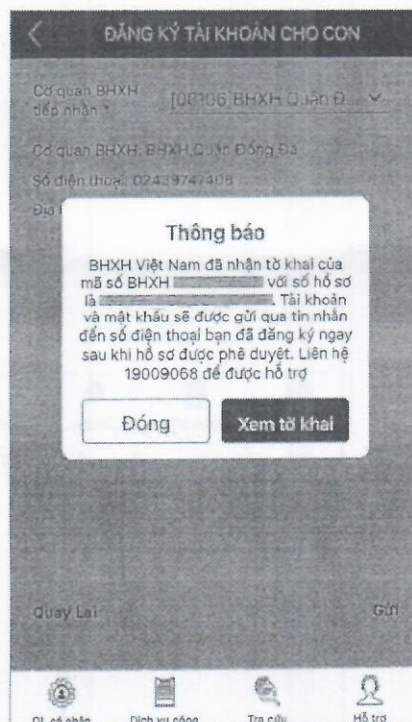 ĐĂNG KÝ TÀI KHOẢN CHO CON
Cơ quan BHXH
tiếp nhận *
[00106] BHXH Quận Đ...
Cơ quan BHXH: BHXH Quận Đống Đa
Số điện thoại: 02439747408
Địa
Thông báo
BHXH Việt Nam đã nhận tờ khai của
mã số BHXH với số hồ sơ
là . Tài khoản
và mật khẩu sẽ được gửi qua tin nhắn
đến số điện thoại bạn đã đăng ký ngay
sau khi hồ sơ được phê duyệt. Liên hệ
19009068 để được hỗ trợ
Đóng
Xem tờ khai
Quay Lại
Gửi
QL cá nhân
Dịch vụ công
Tra cứu
Hỗ trợ